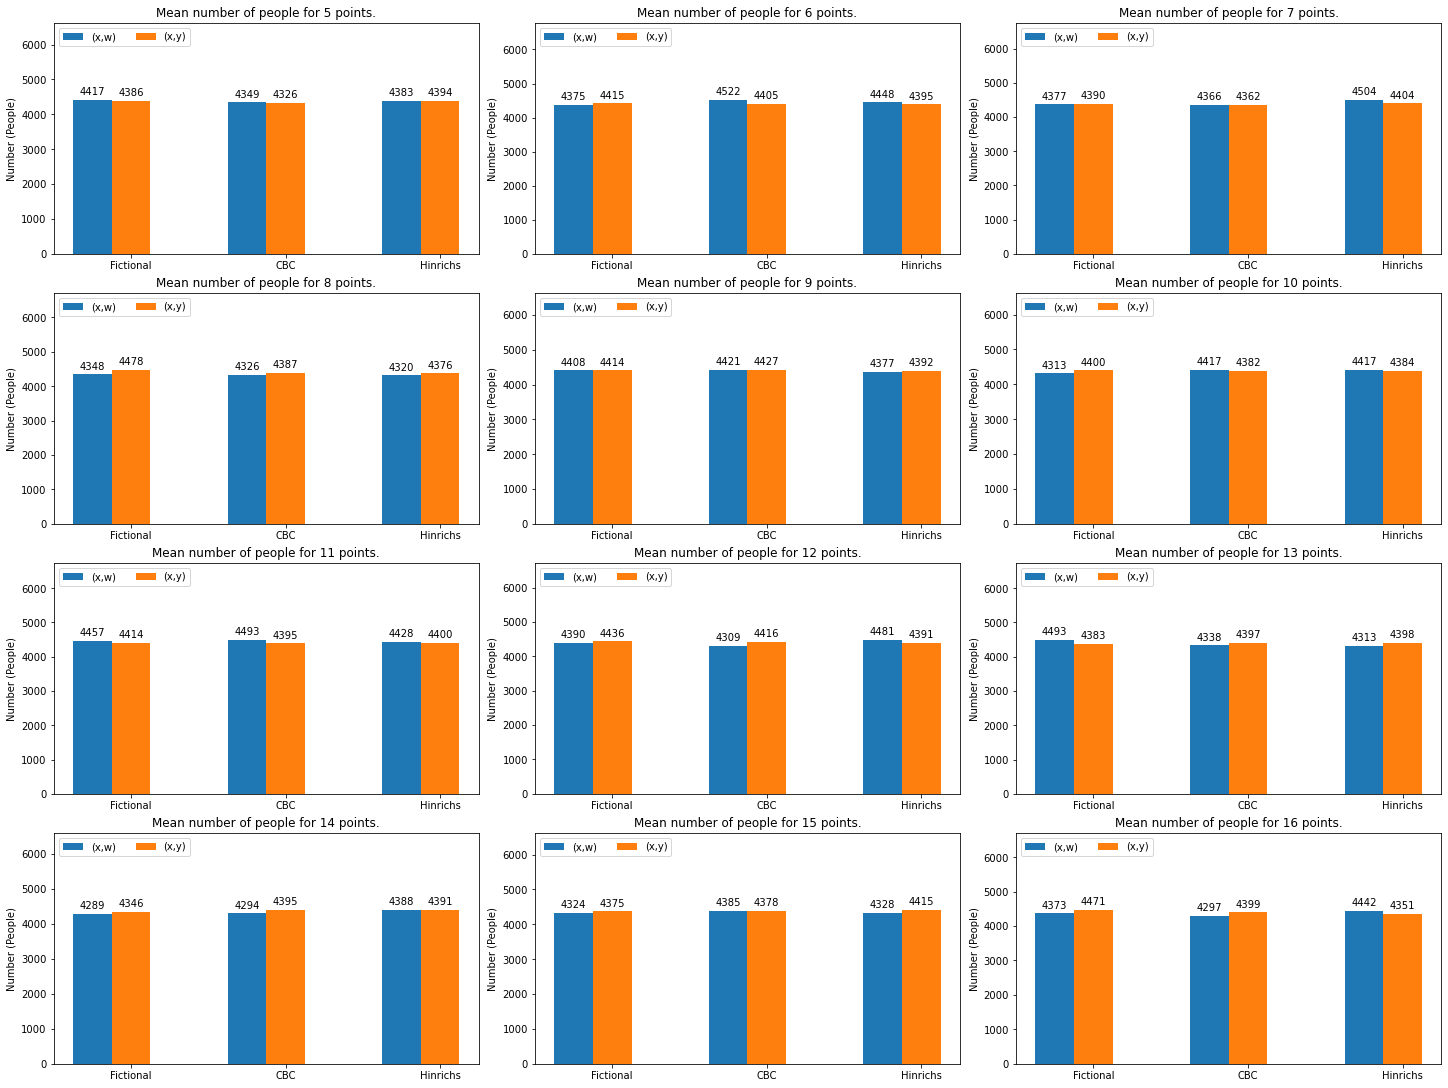 Mean number of people for 5 points.
(x,w) (x,y)
6000
5000
4000
3000
2000
1000
0
Number (People)
4417 4386 4349 4326 4383 4394
Fictional CBC Hinrichs
Mean number of people for 6 points.
(x,w) (x,y)
6000
5000
4000
3000
2000
1000
0
Number (People)
4375 4415 4522 4405 4448 4395
Fictional CBC Hinrichs
Mean number of people for 7 points.
(x,w) (x,y)
6000
5000
4000
3000
2000
1000
0
Number (People)
4377 4390 4366 4362 4504 4404
Fictional CBC Hinrichs
Mean number of people for 8 points.
(x,w) (x,y)
6000
5000
4000
3000
2000
1000
0
Number (People)
4348 4478 4326 4387 4320 4376
Fictional CBC Hinrichs
Mean number of people for 9 points.
(x,w) (x,y)
6000
5000
4000
3000
2000
1000
0
Number (People)
4408 4414 4421 4427 4377 4392
Fictional CBC Hinrichs
Mean number of people for 10 points.
(x,w) (x,y)
6000
5000
4000
3000
2000
1000
0
Number (People)
4313 4400 4417 4382 4417 4384
Fictional CBC Hinrichs
Mean number of people for 11 points.
(x,w) (x,y)
6000
5000
4000
3000
2000
1000
0
Number (People)
4457 4414 4493 4395 4428 4400
Fictional CBC Hinrichs
Mean number of people for 12 points.
(x,w) (x,y)
6000
5000
4000
3000
2000
1000
0
Number (People)
4390 4436 4309 4416 4481 4391
Fictional CBC Hinrichs
Mean number of people for 13 points.
(x,w) (x,y)
6000
5000
4000
3000
2000
1000
0
Number (People)
4493 4383 4338 4397 4313 4398
Fictional CBC Hinrichs
Mean number of people for 14 points.
(x,w) (x,y)
6000
5000
4000
3000
2000
1000
0
Number (People)
4289 4346 4294 4395 4388 4391
Fictional CBC Hinrichs
Mean number of people for 15 points.
(x,w) (x,y)
6000
5000
4000
3000
2000
1000
0
Number (People)
4324 4375 4385 4378 4328 4415
Fictional CBC Hinrichs
Mean number of people for 16 points.
(x,w) (x,y)
6000
5000
4000
3000
2000
1000
0
Number (People)
4373 4471 4297 4399 4442 4351
Fictional CBC Hinrichs